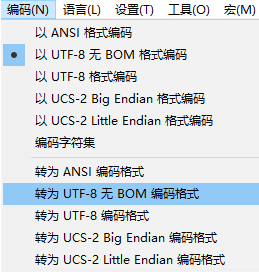 编码(N) 语言(L) 设置(T) 工具(O) 宏(M)
以 ANSI 格式编码
以 UTF-8 无 BOM 格式编码
以 UTF-8 格式编码
以 UCS-2 Big Endian 格式编码
以 UCS-2 Little Endian 格式编码
编码字符集
转为 ANSI 编码格式
转为 UTF-8 无 BOM 编码格式
转为 UTF-8 编码格式
转为 UCS-2 Big Endian 编码格式
转为 UCS-2 Little Endian 编码格式